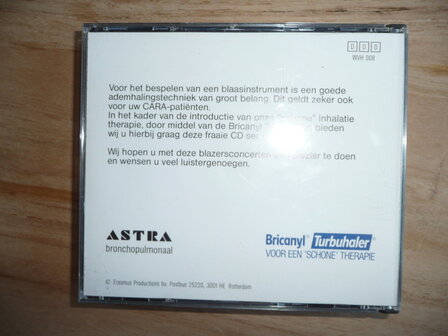 D D D
WVH 008
Voor het bespelen van een blaasinstrument is een goede
ademhalingstechniek van groot belang. Dit geldt zeker ook
voor uw CARA-patiënten.
In het kader van de introductie van onze Inhalatie
therapie, door middel van de Bricanyl bieden
wij u hierbij graag deze fraaie CD
Wij hopen u met deze blazersconcerten plezier te doen
en wensen u veel luistergenoegen.
ASTRA
bronchopulmonaal
Bricanyl® Turbuhaler®
VOOR EEN 'SCHONE' THERAPIE
© Erasmus Productions bv. Postbus 25220, 3001 HE Rotterdam